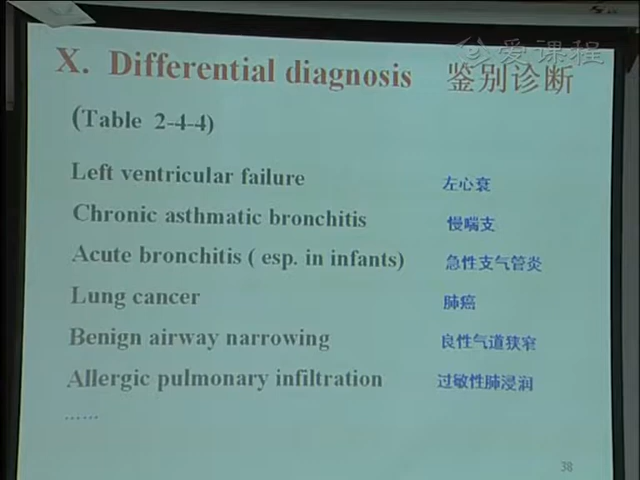 爱课程
X. Differential diagnosis 鉴别诊断
(Table 2-4-4)
Left ventricular failure 左心衰
Chronic asthmatic bronchitis 慢喘支
Acute bronchitis ( esp. in infants) 急性支气管炎
Lung cancer 肺癌
Benign airway narrowing 良性气道狭窄
Allergic pulmonary infiltration 过敏性肺浸润
......
38